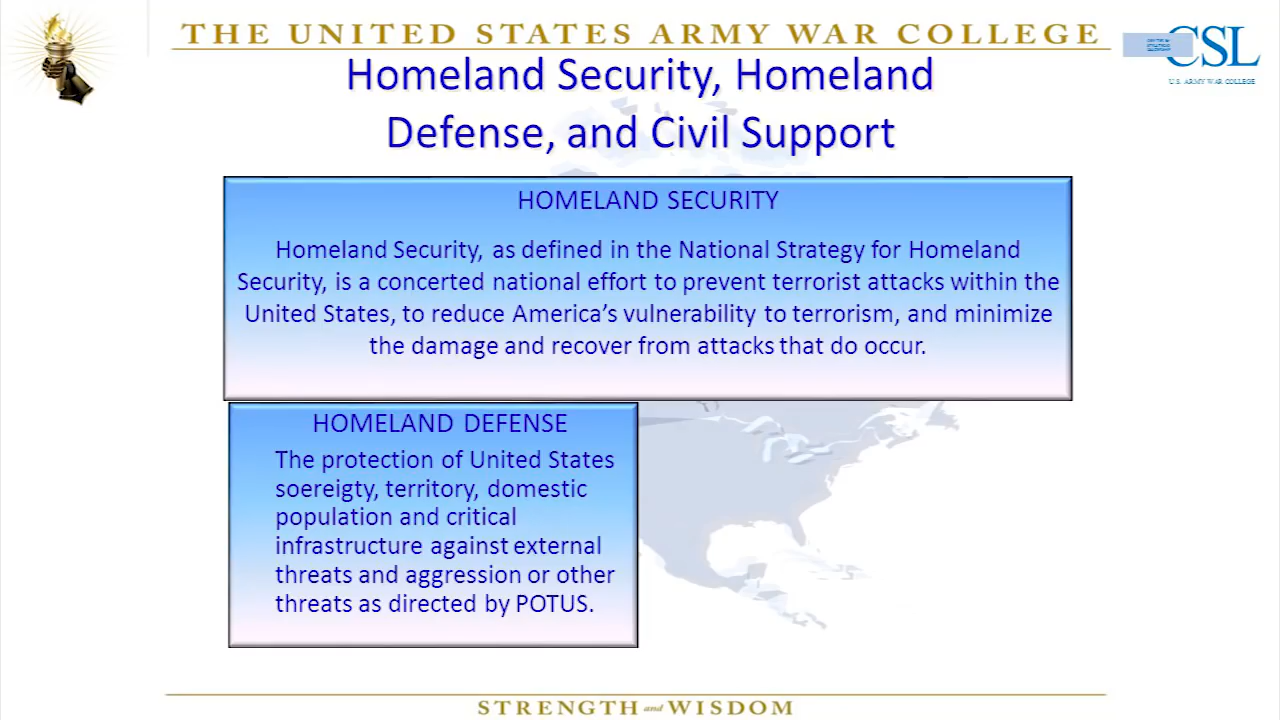 THE UNITED STATES ARMY WAR COLLEGE
CSL
U.S. ARMY WAR COLLEGE
Homeland Security, Homeland
Defense, and Civil Support
HOMELAND SECURITY
Homeland Security, as defined in the National Strategy for Homeland
Security, is a concerted national effort to prevent terrorist attacks within the
United States, to reduce America’s vulnerability to terrorism, and minimize
the damage and recover from attacks that do occur.
HOMELAND DEFENSE
The protection of United States
soereigty, territory, domestic
population and critical
infrastructure against external
threats and aggression or other
threats as directed by POTUS.
STRENGTH and WISDOM